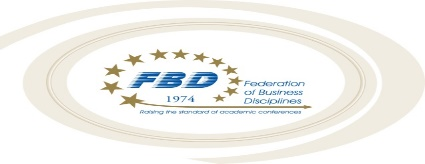 FBD
1974
Federation
of Business
Disciplines
Raising the standard of academic conferences